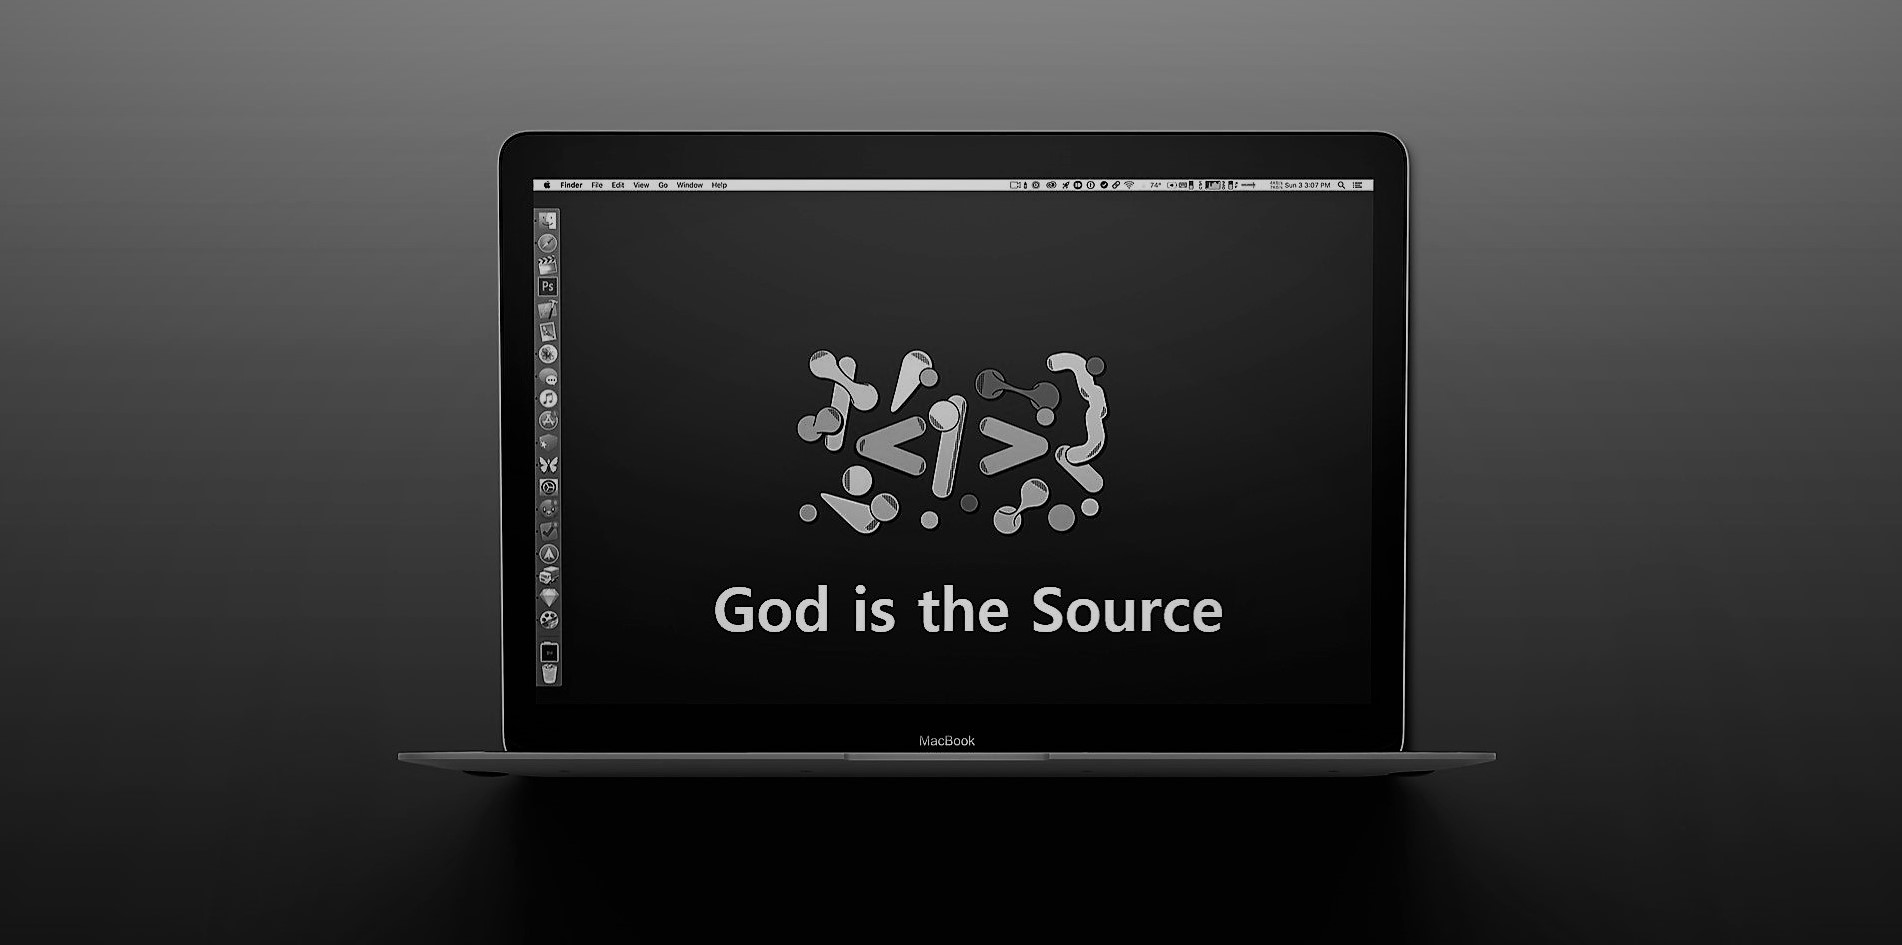 Finder File Edit View Go Window Help 74° Sun 3 3:07 PM
Ps
God is the Source
MacBook